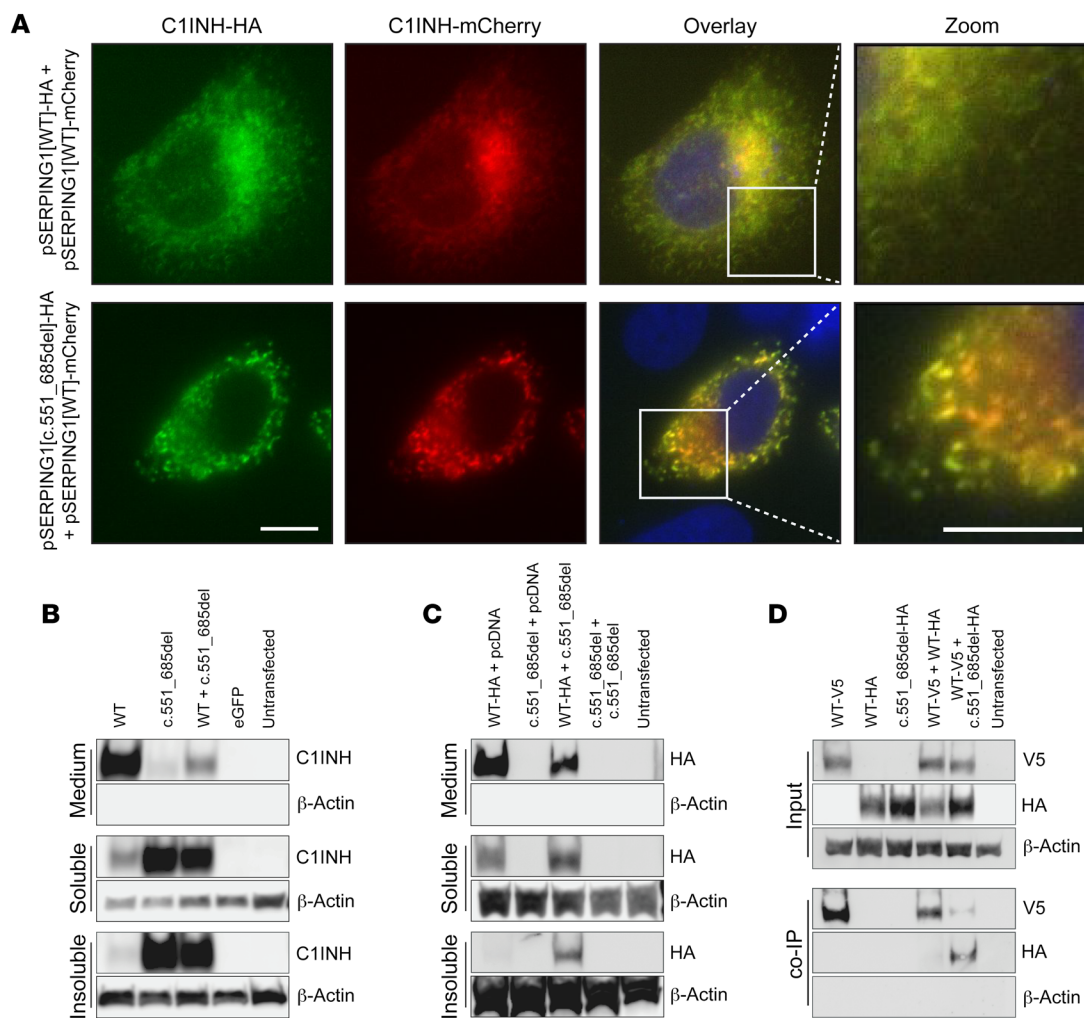 A
C1INH-HA
C1INH-mCherry
Overlay
Zoom
pSERPING1[WT]-HA +
pSERPING1[WT]-mCherry
pSERPING1[c.551_685del]-HA
+ pSERPING1[WT]-mCherry
B
WT
c.551_685del
WT + c.551_685del
eGFP
Untransfected
Medium
C1INH
β-Actin
Soluble
C1INH
β-Actin
Insoluble
C1INH
β-Actin
C
WT-HA + pcDNA
c.551_685del + pcDNA
WT-HA + c.551_685del
c.551_685del +
c.551_685del
Untransfected
Medium
HA
β-Actin
Soluble
HA
β-Actin
Insoluble
HA
β-Actin
D
WT-V5
WT-HA
c.551_685del-HA
WT-V5 + WT-HA
WT-V5 +
c.551_685del-HA
Untransfected
Input
V5
HA
β-Actin
co-IP
V5
HA
β-Actin